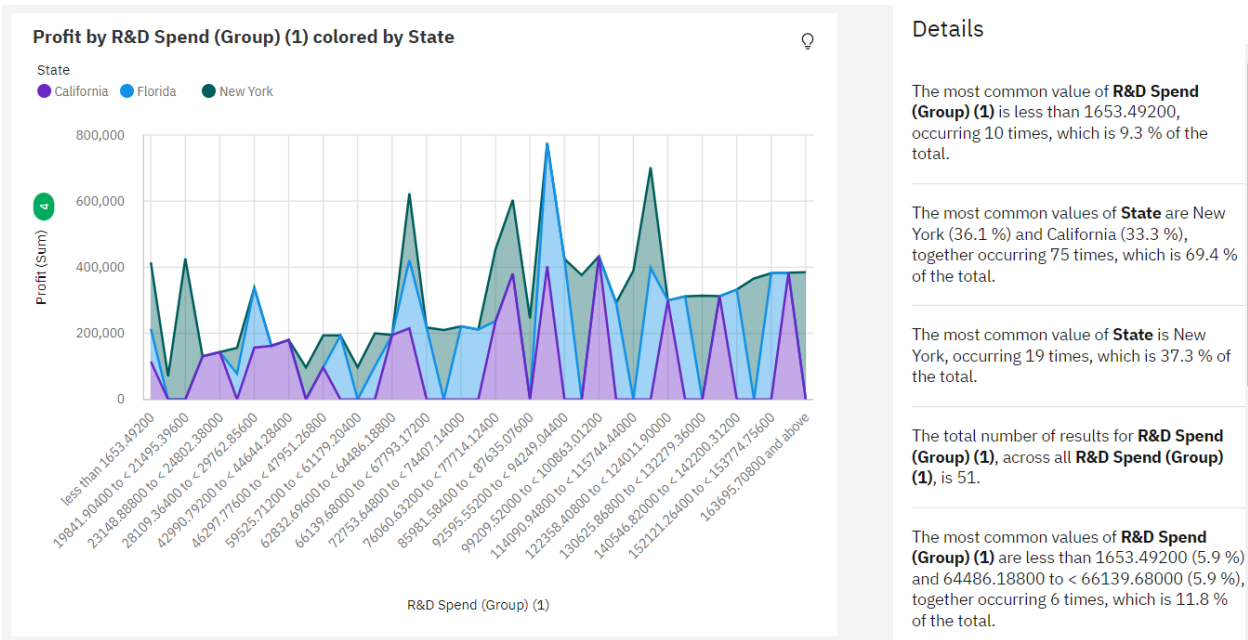 Profit by R&D Spend (Group) (1) colored by State
State
California Florida New York
800,000
600,000
400,000
200,000
0
4
Profit (Sum)
less than 1653.49200
19841.90400 to < 21495.39600
23148.88800 to < 24802.38000
28109.36400 to < 29762.85600
42990.79200 to < 44644.28400
46297.77600 to < 47951.26800
59525.71200 to < 61179.20400
62832.69600 to < 64486.18800
66139.68000 to < 67793.17200
72753.64800 to < 74407.14000
76060.63200 to < 77714.12400
85981.58400 to < 87635.07600
92595.55200 to < 94249.04400
99209.52000 to < 100863.01200
114090.94800 to < 115744.44000
122358.40800 to < 124011.90000
130625.86800 to < 132279.36000
140546.82000 to < 142200.31200
152121.26400 to < 153774.75600
163695.70800 and above
R&D Spend (Group) (1)
Details
The most common value of R&D Spend
(Group) (1) is less than 1653.49200,
occurring 10 times, which is 9.3 % of the
total.
The most common values of State are New
York (36.1 %) and California (33.3 %),
together occurring 75 times, which is 69.4 %
of the total.
The most common value of State is New
York, occurring 19 times, which is 37.3 % of
the total.
The total number of results for R&D Spend
(Group) (1), across all R&D Spend (Group)
(1), is 51.
The most common values of R&D Spend
(Group) (1) are less than 1653.49200 (5.9 %)
and 64486.18800 to < 66139.68000 (5.9 %),
together occurring 6 times, which is 11.8 %
of the total.